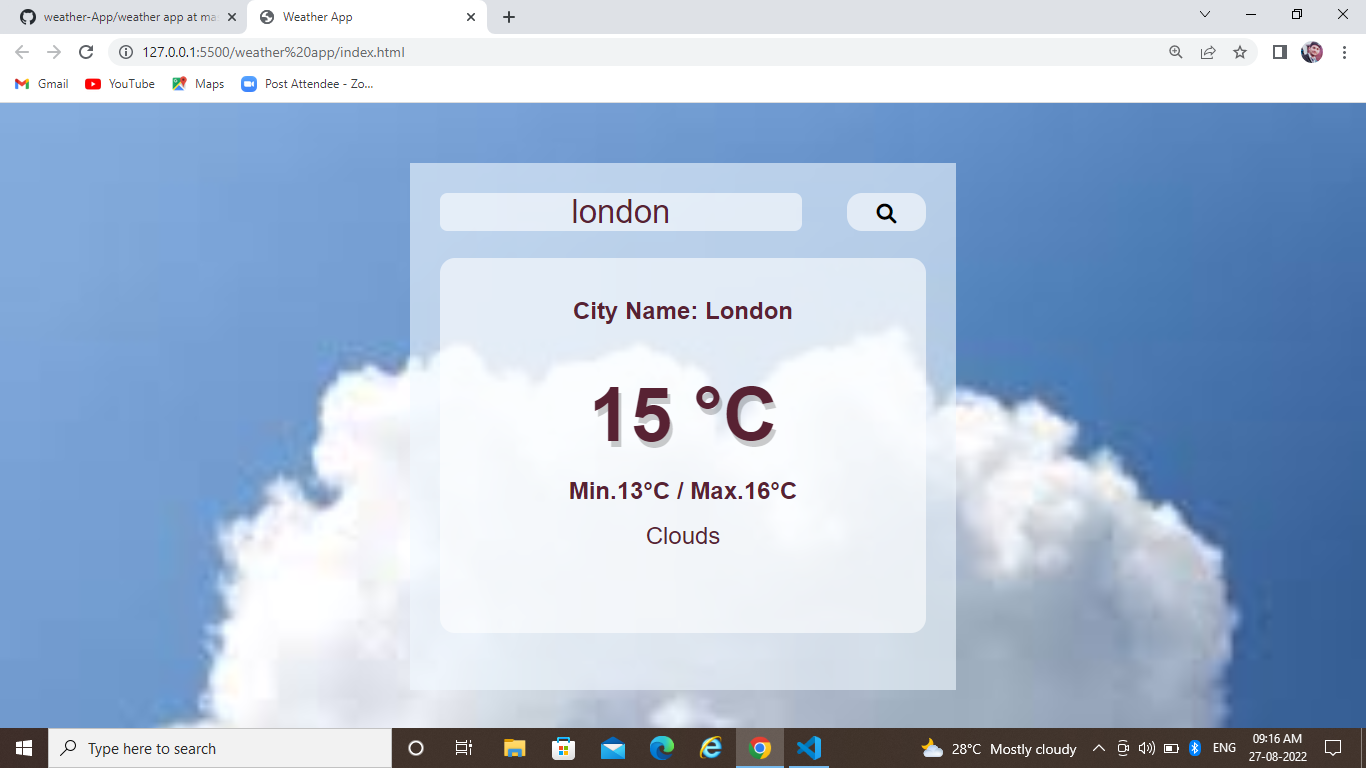 weather-App/weather app at ma
Weather App
127.0.0.1:5500/weather%20app/index.html
Gmail
YouTube
Maps
Post Attendee - Zo...
london
City Name: London
15 °C
Min.13°C / Max.16°C
Clouds
Type here to search
28°C Mostly cloudy
ENG
09:16 AM
27-08-2022